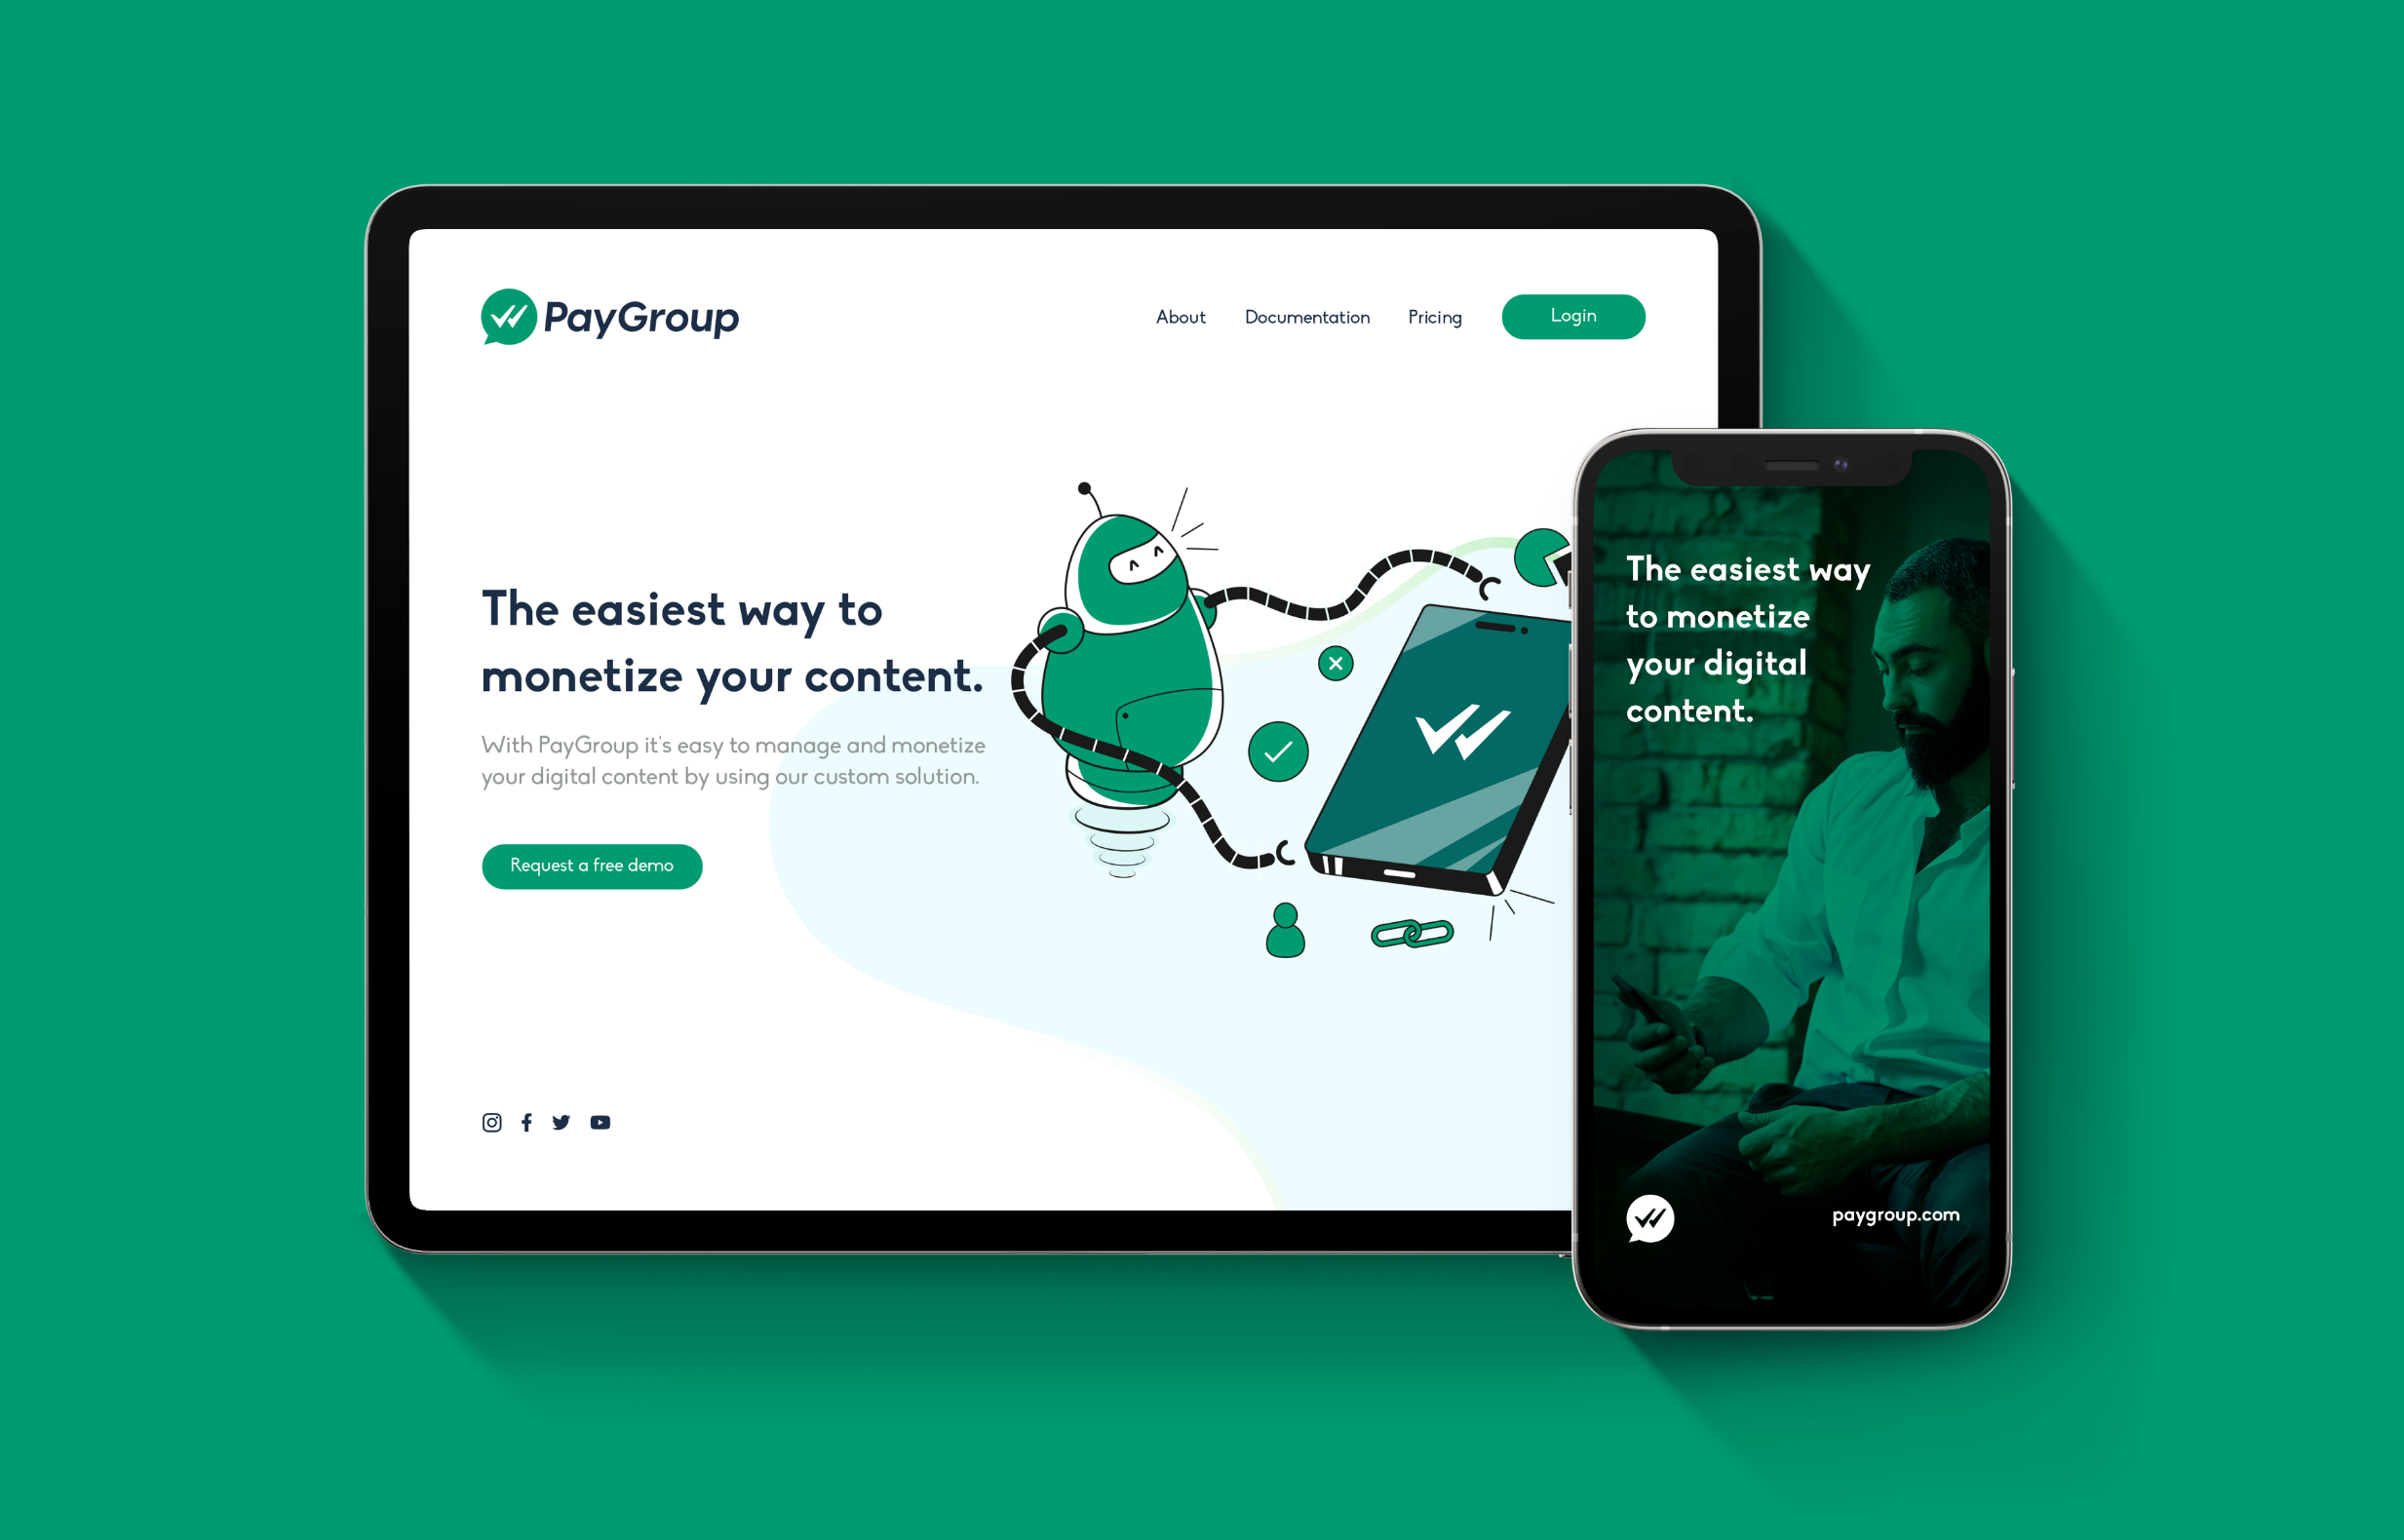 PayGroup
About Documentation Pricing Login
The easiest way to
monetize your content.
With PayGroup it's easy to manage and monetize
your digital content by using our custom solution.
Request a free demo
The easiest way
to monetize
your digital
content.
paygroup.com